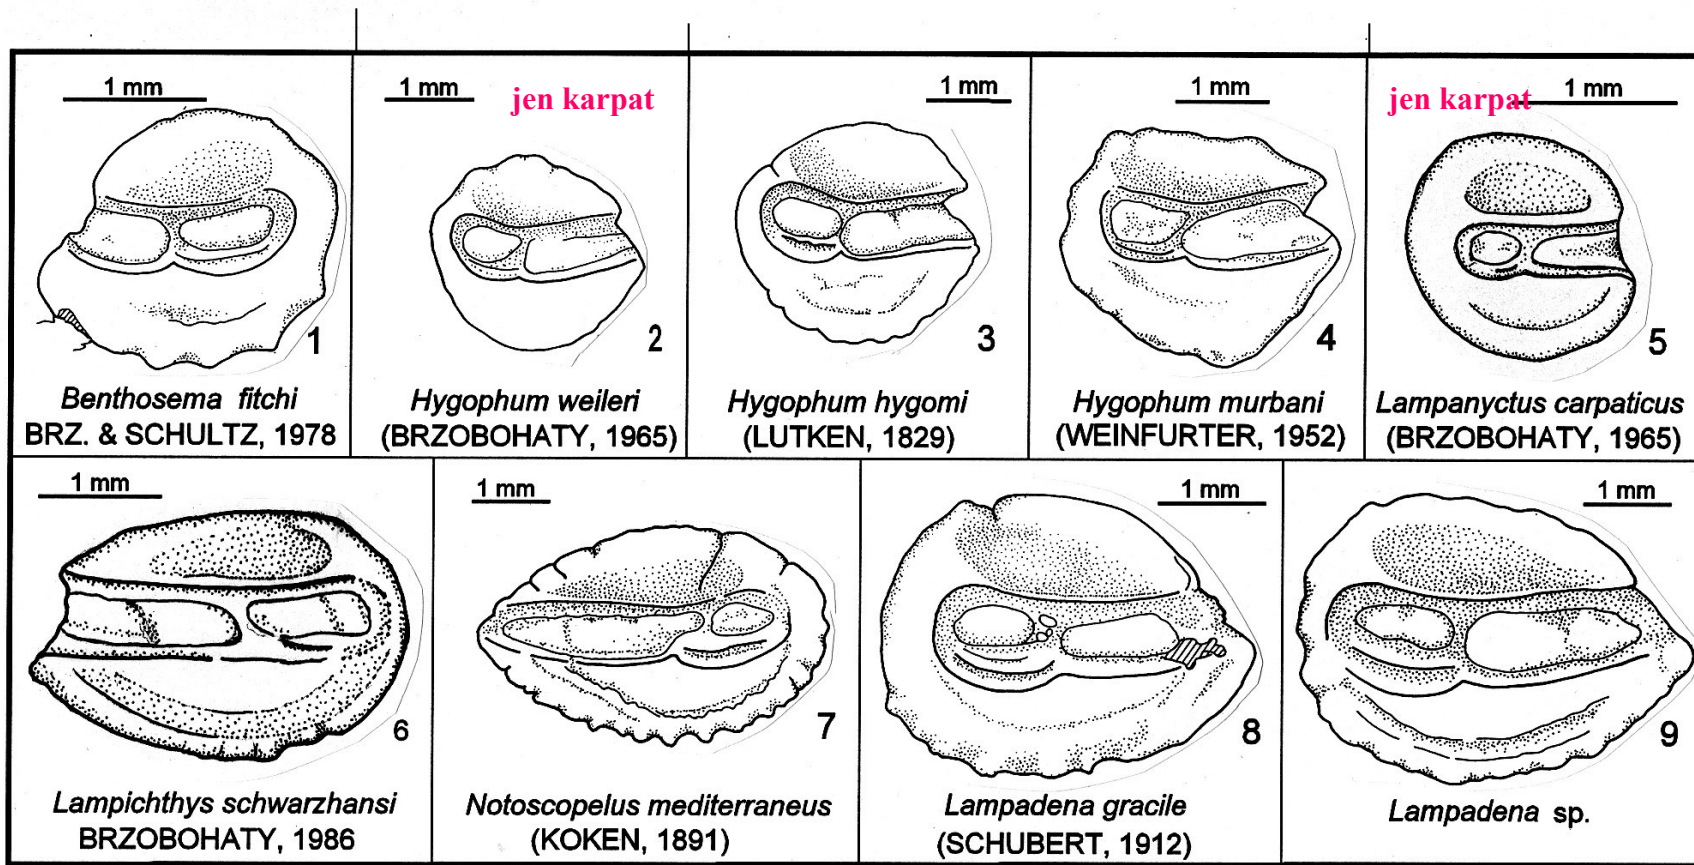 1 mm
1
Benthosema fitchi
BRZ. & SCHULTZ, 1978
1 mm
jen karpat
2
Hygophum weileri
(BRZOBOHATY, 1965)
1 mm
3
Hygophum hygomi
(LUTKEN, 1829)
1 mm
4
Hygophum murbani
(WEINFURTER, 1952)
jen karpat
1 mm
5
Lampanyctus carpaticus
(BRZOBOHATY, 1965)
1 mm
6
Lampichthys schwarzhansi
BRZOBOHATY, 1986
1 mm
7
Notoscopelus mediterraneus
(KOKEN, 1891)
1 mm
8
Lampadena gracile
(SCHUBERT, 1912)
1 mm
9
Lampadena sp.